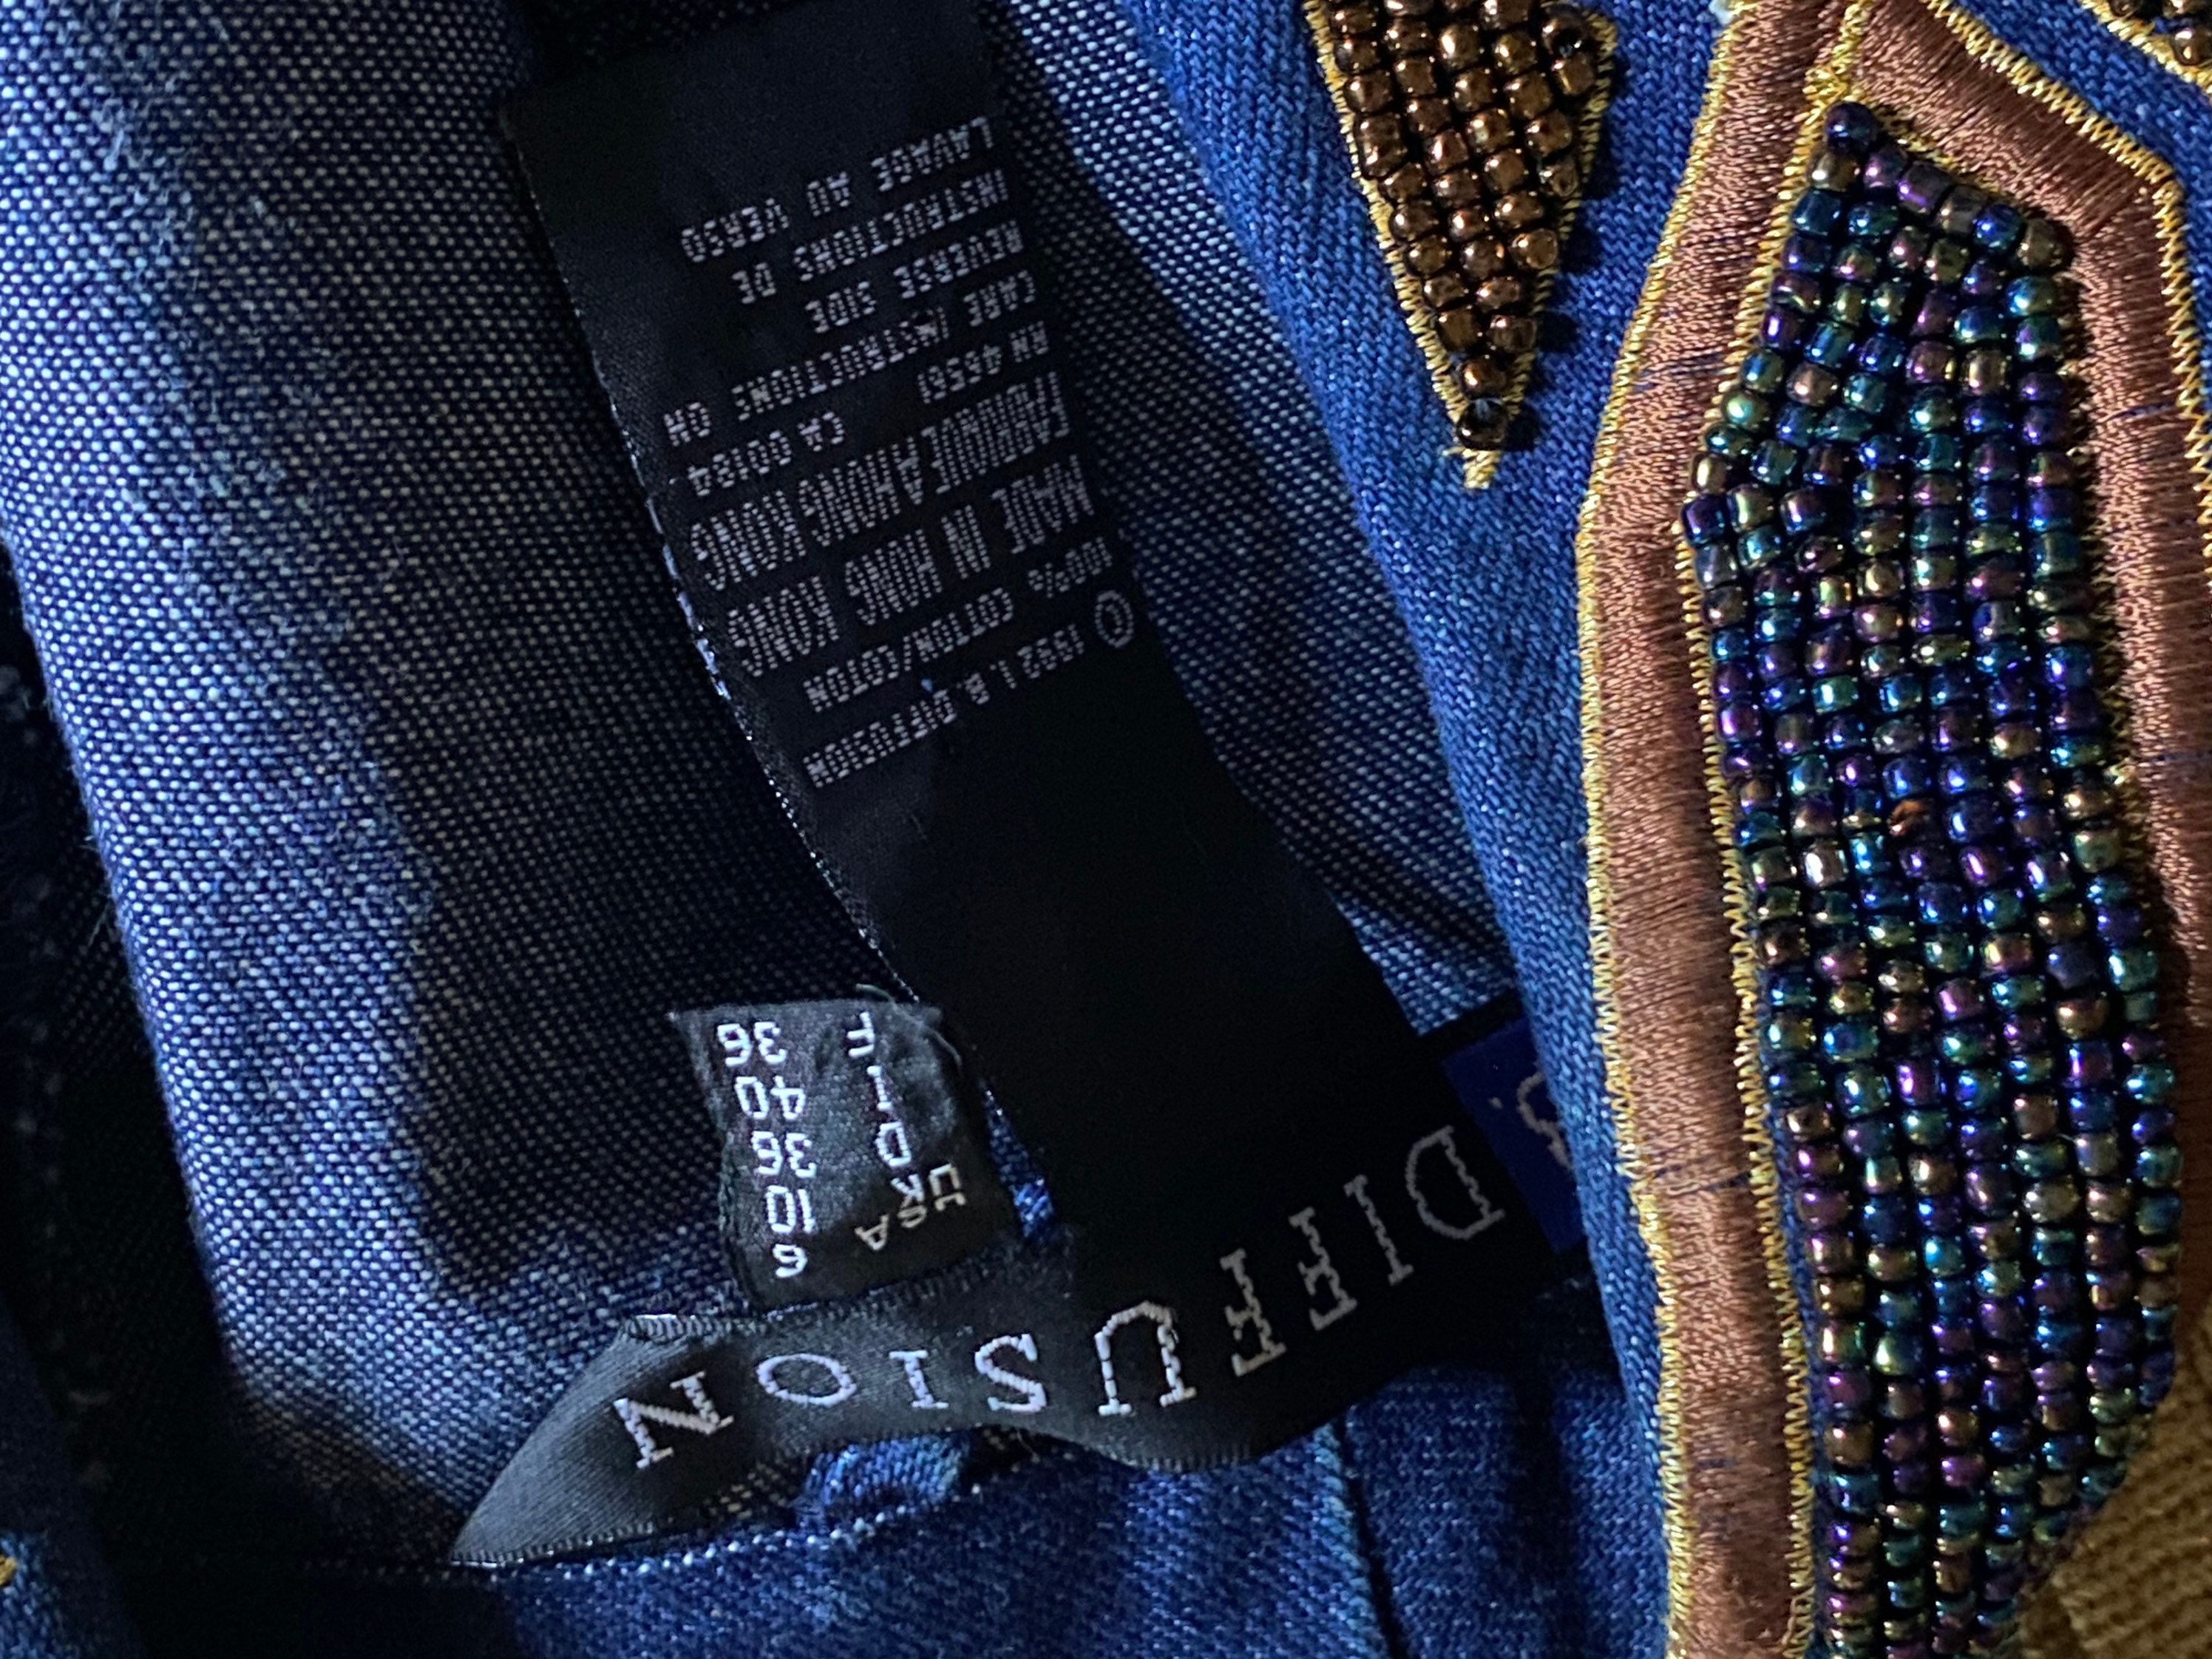 S. DIFFUSION
USA 6
UK 10
D 36
I 40
F 36
© 1992 I. B. DIFFUSION
100% COTTON/COTON
MADE IN HONG KONG
FABRIQUE A HONG KONG
RN 46561 CA 00184
CARE INSTRUCTIONS ON
REVERSE SIDE
INSTRUCTIONS DE
LAVAGE AU VERSO